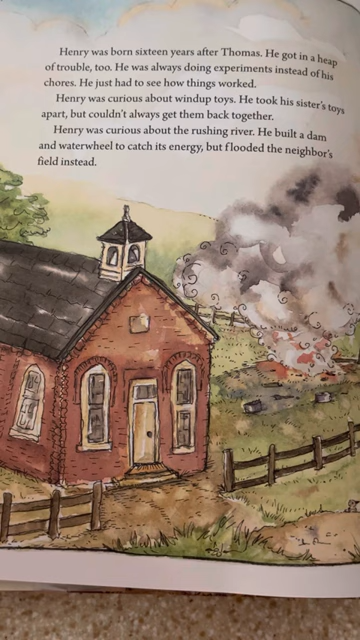 Henry was born sixteen years after Thomas. He got in a heap
of trouble, too. He was always doing experiments instead of his
chores. He just had to see how things worked.
Henry was curious about windup toys. He took his sister's toys
apart, but couldn't always get them back together.
Henry was curious about the rushing river. He built a dam
and waterwheel to catch its energy, but flooded the neighbor's
field instead.